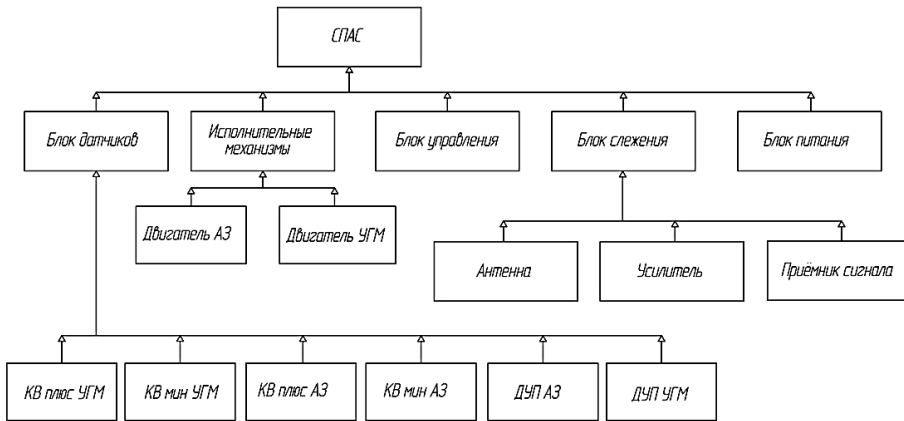 СПАС
Блок датчиков
Исполнительные
механизмы
Блок управления
Блок слежения
Блок питания
Двигатель АЗ
Двигатель УГМ
Антенна
Усилитель
Приёмник сигнала
КВ плюс УГМ
КВ мин УГМ
КВ плюс АЗ
КВ мин АЗ
ДУП АЗ
ДУП УГМ